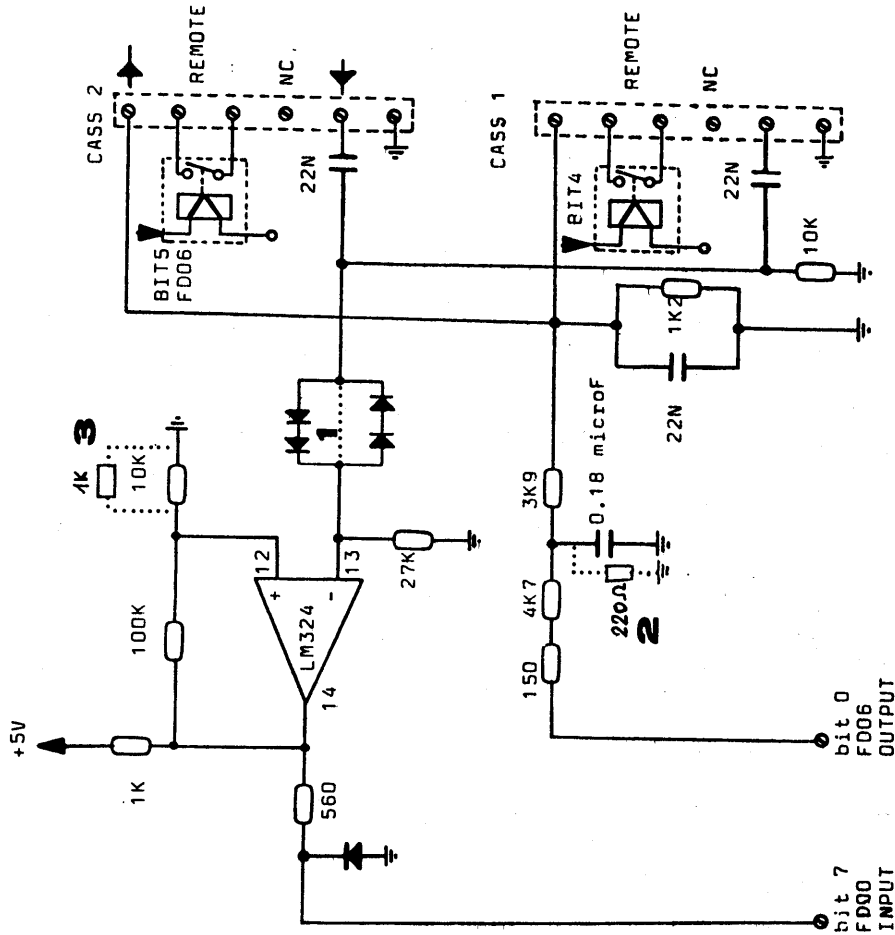 CASS 2
REMOTE
NC
BIT5
FD06
22N
CASS 1
REMOTE
NC
BIT4
22N
10K
1K2
22N
3
1K
10K
1
12
13
+
-
LM324
14
27K
100K
+5V
1K
560
3K9
0.18 microF
4K7
220Ω
2
150
bit 7
FD00
INPUT
bit 0
FD06
OUTPUT